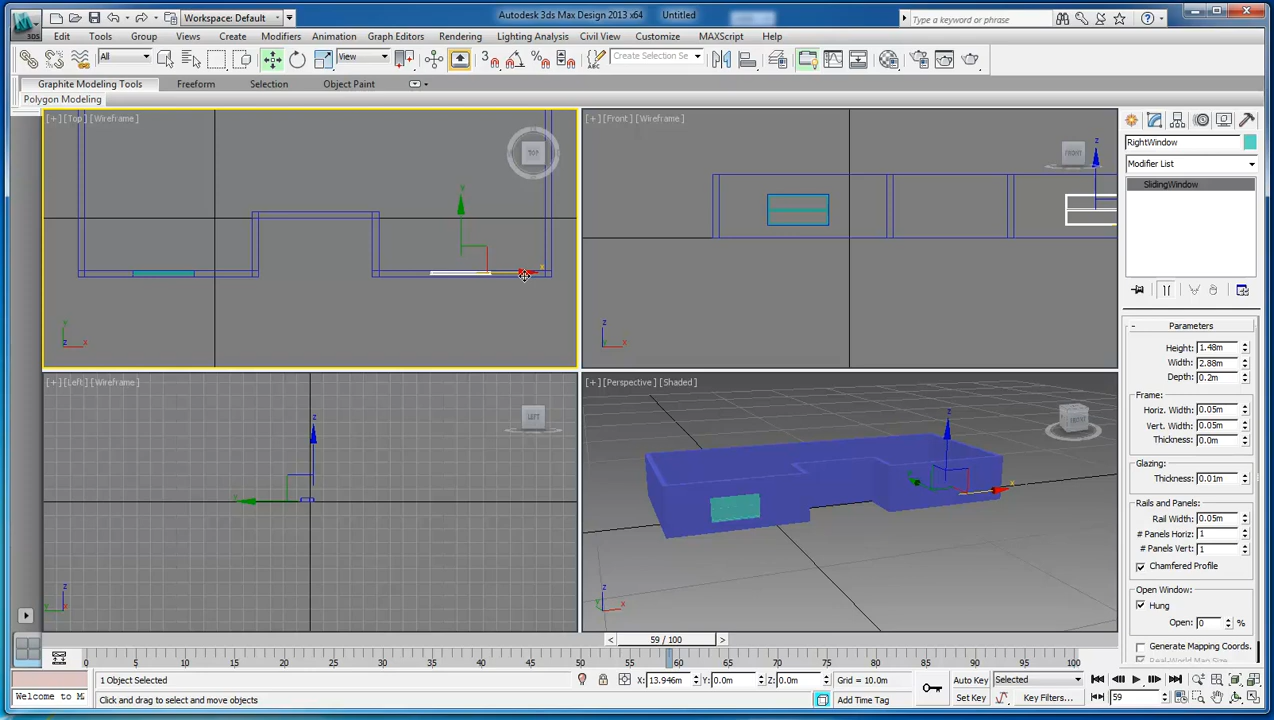 Workspace: Default
Autodesk 3ds Max Design 2013 x64 Untitled
Type a keyword or phrase
3DS
Edit Tools Group Views Create Modifiers Animation Graph Editors Rendering Lighting Analysis Civil View Customize MAXScript Help
All
View
Create Selection Se
Graphite Modeling Tools Freeform Selection Object Paint
Polygon Modeling
[+] [Top] [Wireframe]
TOP
[+] [Front] [Wireframe]
FRONT
[+] [Left] [Wireframe]
LEFT
[+] [Perspective] [Shaded]
FRONT
RightWindow
Modifier List
SlidingWindow
Parameters
Height: 1.48m
Width: 2.88m
Depth: 0.2m
Frame:
Horiz. Width: 0.05m
Vert. Width: 0.05m
Thickness: 0.0m
Glazing:
Thickness: 0.01m
Rails and Panels:
Rail Width: 0.05m
# Panels Horiz: 1
# Panels Vert: 1
Chamfered Profile
Open Window:
Hung
Open: 0 %
Generate Mapping Coords.
59 / 100
0 5 10 15 20 25 30 35 40 45 50 55 60 65 70 75 80 85 90 95 100
1 Object Selected
X: 13.946m Y: 0.0m Z: 0.0m Grid = 10.0m
Auto Key Selected
Welcome to M
Click and drag to select and move objects
Add Time Tag
Set Key Key Filters...
59